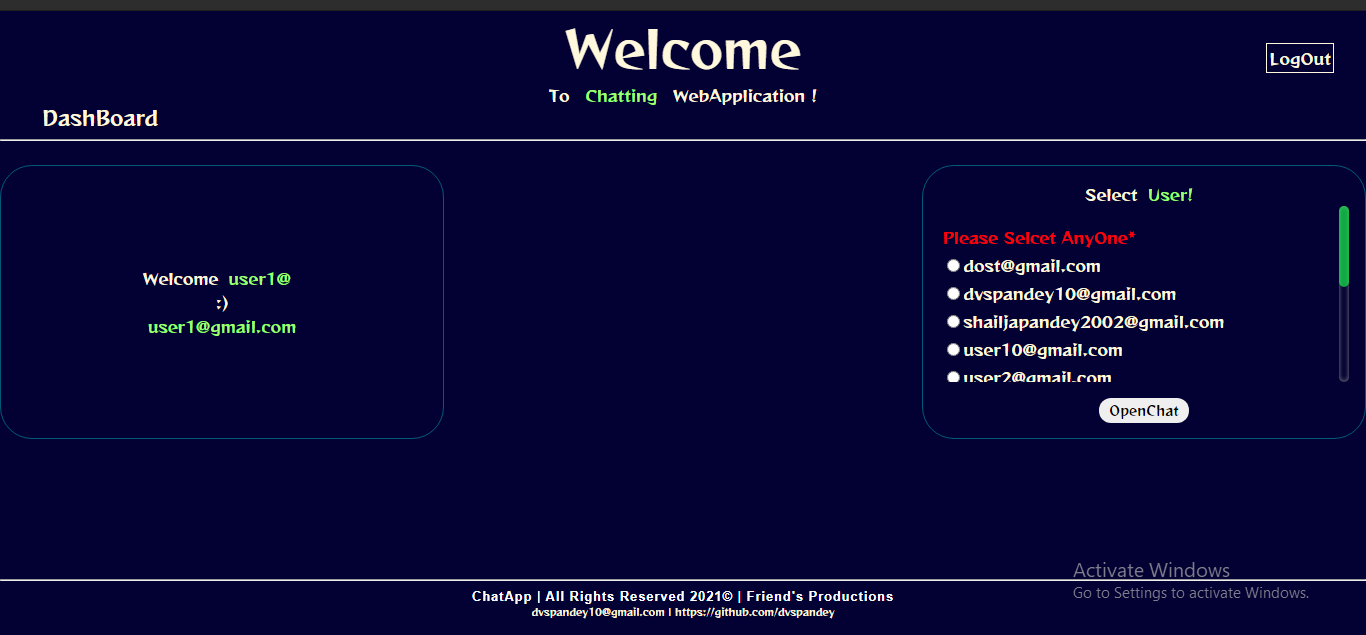 Welcome
LogOut
To Chatting WebApplication !
DashBoard
Welcome user1@
:)
user1@gmail.com
Select User!
Please Selcet AnyOne*
dost@gmail.com
dvspandey10@gmail.com
shailjapandey2002@gmail.com
user10@gmail.com
user2@gmail.com
OpenChat
Activate Windows
Go to Settings to activate Windows.
ChatApp | All Rights Reserved 2021© | Friend's Productions
dvspandey10@gmail.com | https://github.com/dvspandey